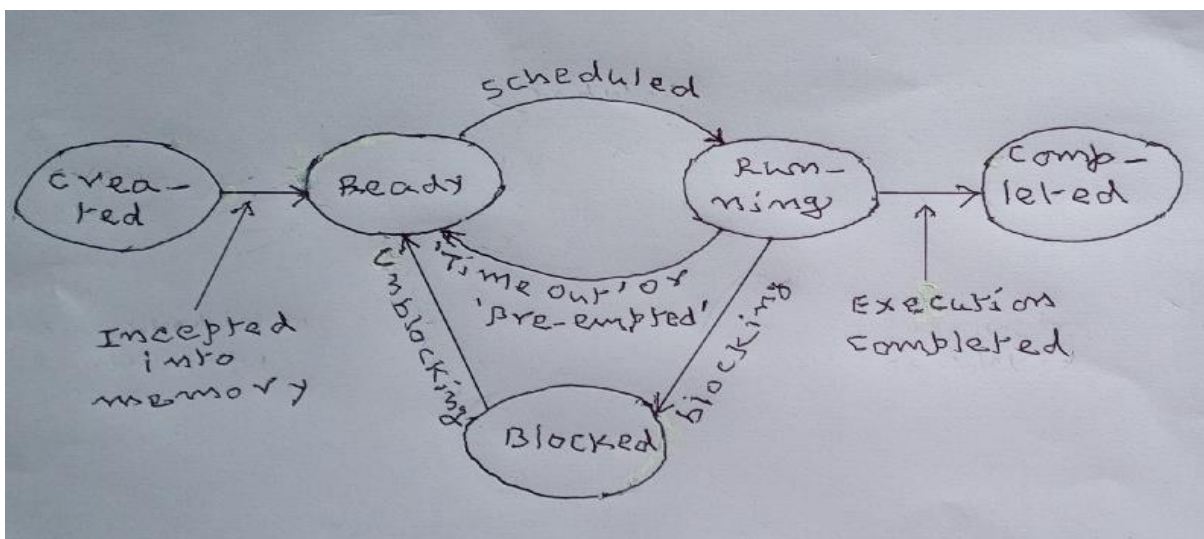 scheduled
Crea-
ted
Ready
Run-
ning
Comp-
leted
'Time out' or
'Pre-empted'
Unblocking
blocking
Incepted
into
memory
Execution
Completed
Blocked